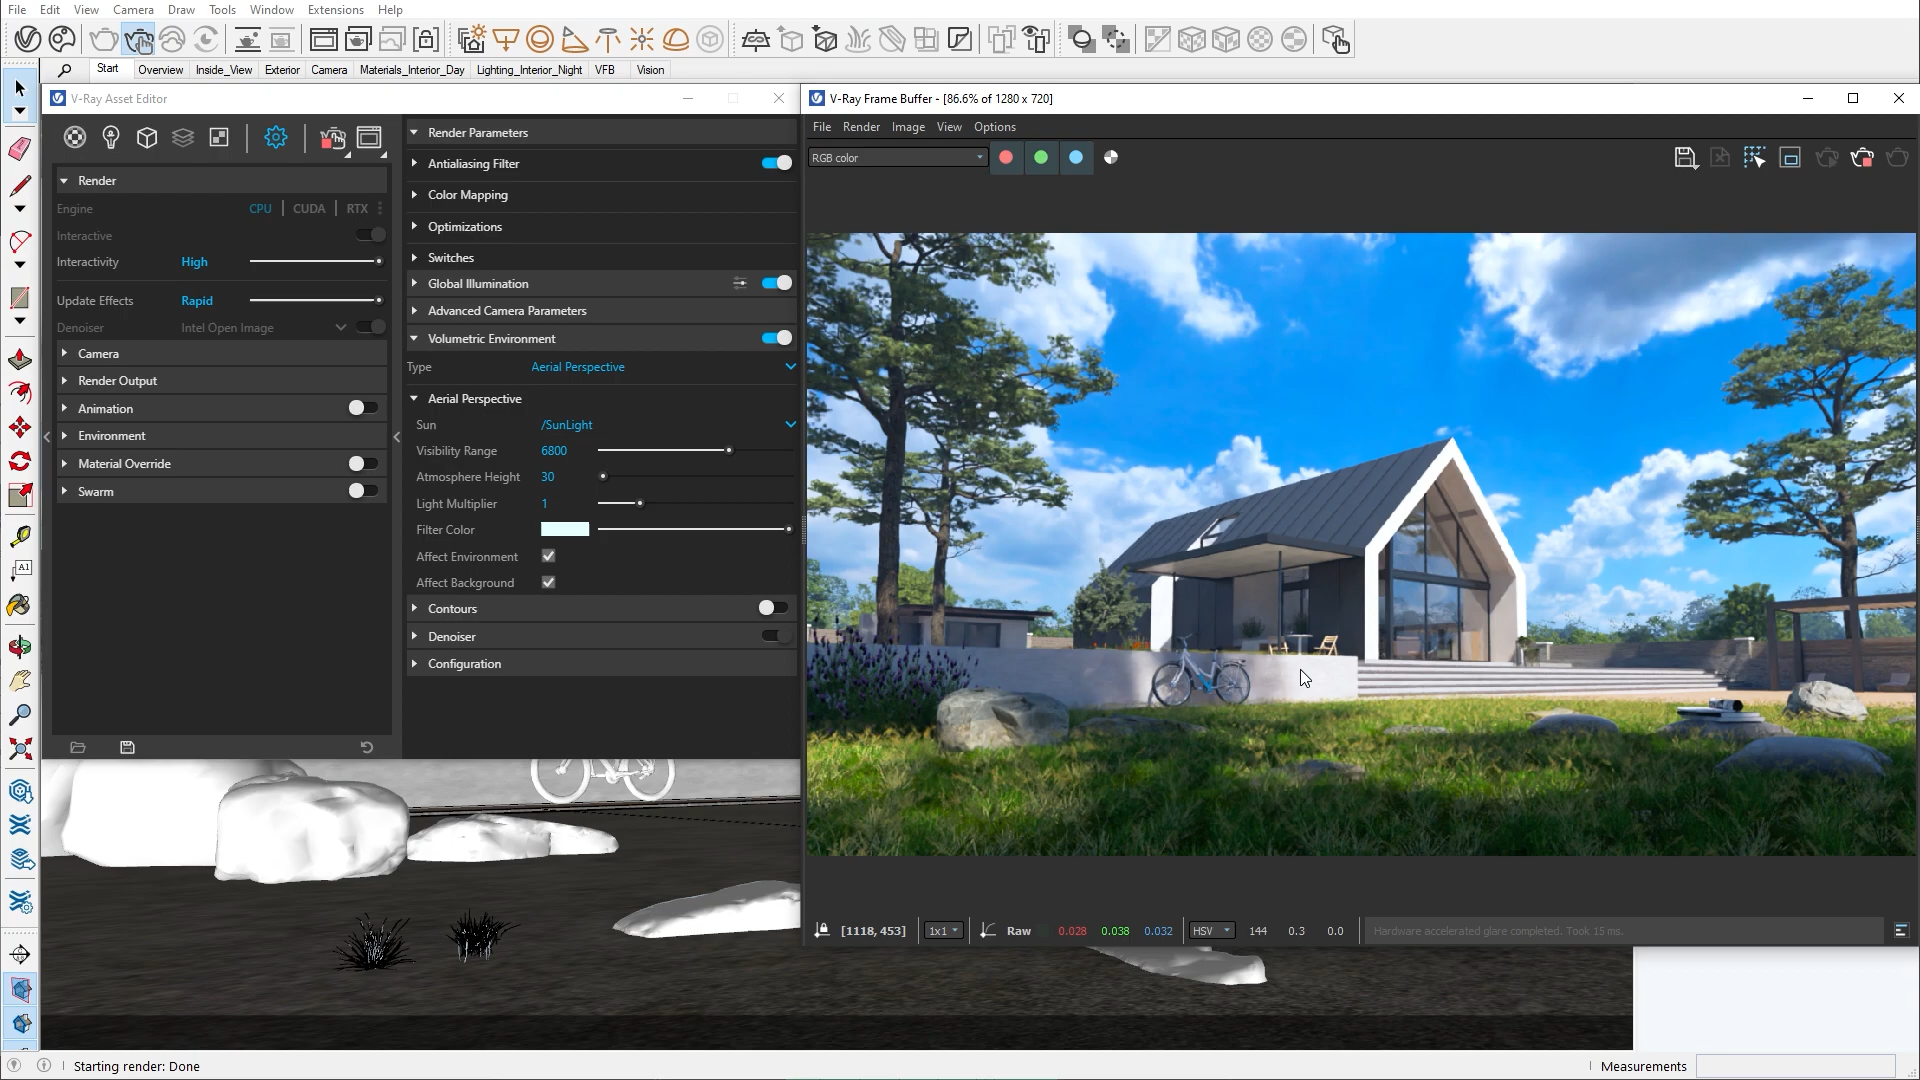 File Edit View Camera Draw Tools Window Extensions Help
Start Overview Inside_View Exterior Camera Materials_Interior_Day Lighting_Interior_Night VFB Vision
V-Ray Asset Editor
Render
Engine CPU CUDA RTX
Interactive
Interactivity High
Update Effects Rapid
Denoiser Intel Open Image
Camera
Render Output
Animation
Environment
Material Override
Swarm
Render Parameters
Antialiasing Filter
Color Mapping
Optimizations
Switches
Global Illumination
Advanced Camera Parameters
Volumetric Environment
Type Aerial Perspective
Aerial Perspective
Sun /SunLight
Visibility Range 6800
Atmosphere Height 30
Light Multiplier 1
Filter Color
Affect Environment
Affect Background
Contours
Denoiser
Configuration
V-Ray Frame Buffer - [86.6% of 1280 x 720]
File Render Image View Options
RGB color
[1118, 453] 1x1 Raw 0.028 0.038 0.032 HSV 144 0.3 0.0 Hardware accelerated glare completed. Took 15 ms.
A1
Starting render: Done
Measurements